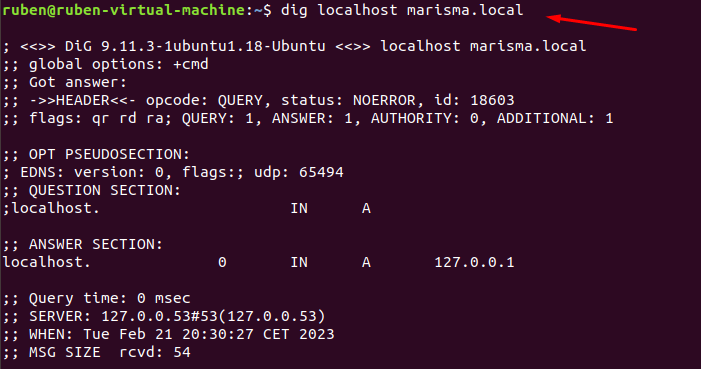 ruben@ruben-virtual-machine:~$ dig localhost marisma.local
; <<>> DiG 9.11.3-1ubuntu1.18-Ubuntu <<>> localhost marisma.local
;; global options: +cmd
;; Got answer:
;; ->>HEADER<<- opcode: QUERY, status: NOERROR, id: 18603
;; flags: qr rd ra; QUERY: 1, ANSWER: 1, AUTHORITY: 0, ADDITIONAL: 1
;; OPT PSEUDOSECTION:
; EDNS: version: 0, flags:; udp: 65494
;; QUESTION SECTION:
;localhost. IN A
;; ANSWER SECTION:
localhost. 0 IN A 127.0.0.1
;; Query time: 0 msec
;; SERVER: 127.0.0.53#53(127.0.0.53)
;; WHEN: Tue Feb 21 20:30:27 CET 2023
;; MSG SIZE rcvd: 54